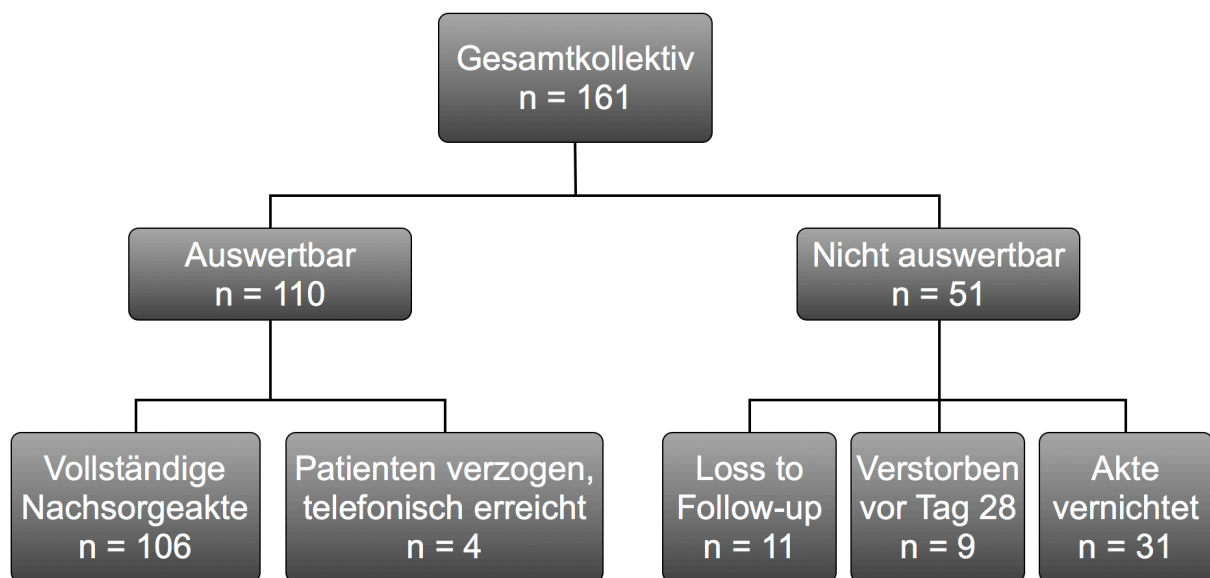 Gesamtkollektiv
n = 161
Auswertbar
n = 110
Nicht auswertbar
n = 51
Vollständige
Nachsorgeakte
n = 106
Patienten verzogen,
telefonisch erreicht
n = 4
Loss to
Follow-up
n = 11
Verstorben
vor Tag 28
n = 9
Akte
vernichtet
n = 31